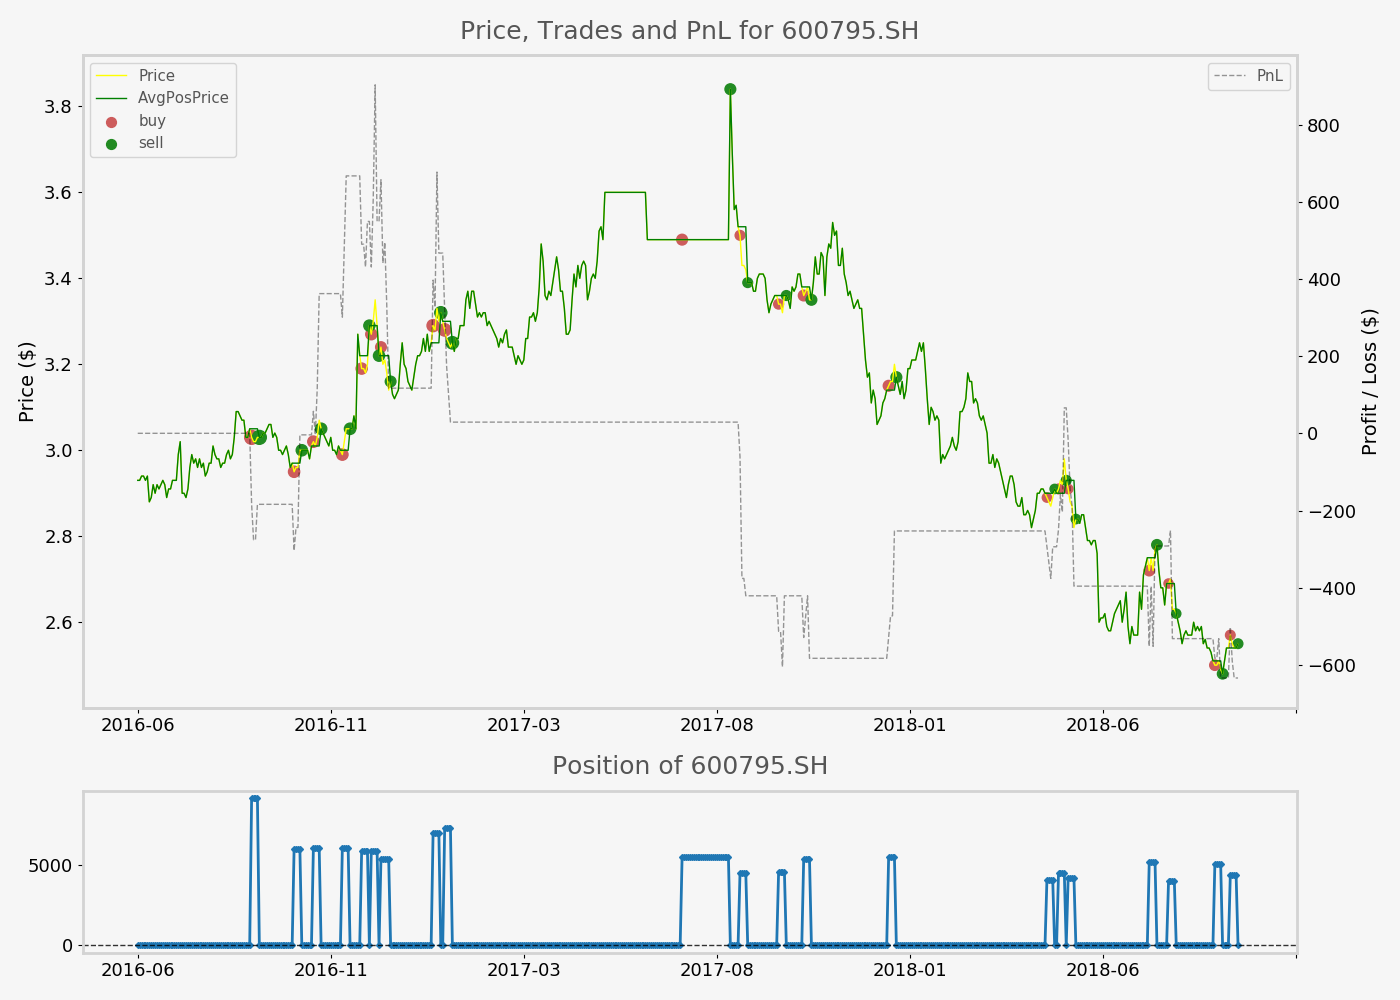 Price, Trades and PnL for 600795.SH
Price
AvgPosPrice
buy
sell
PnL
3.8
3.6
3.4
3.2
3.0
2.8
2.6
Price ($)
800
600
400
200
0
−200
−400
−600
Profit / Loss ($)
2016-06 2016-11 2017-03 2017-08 2018-01 2018-06
Position of 600795.SH
5000
0
2016-06 2016-11 2017-03 2017-08 2018-01 2018-06